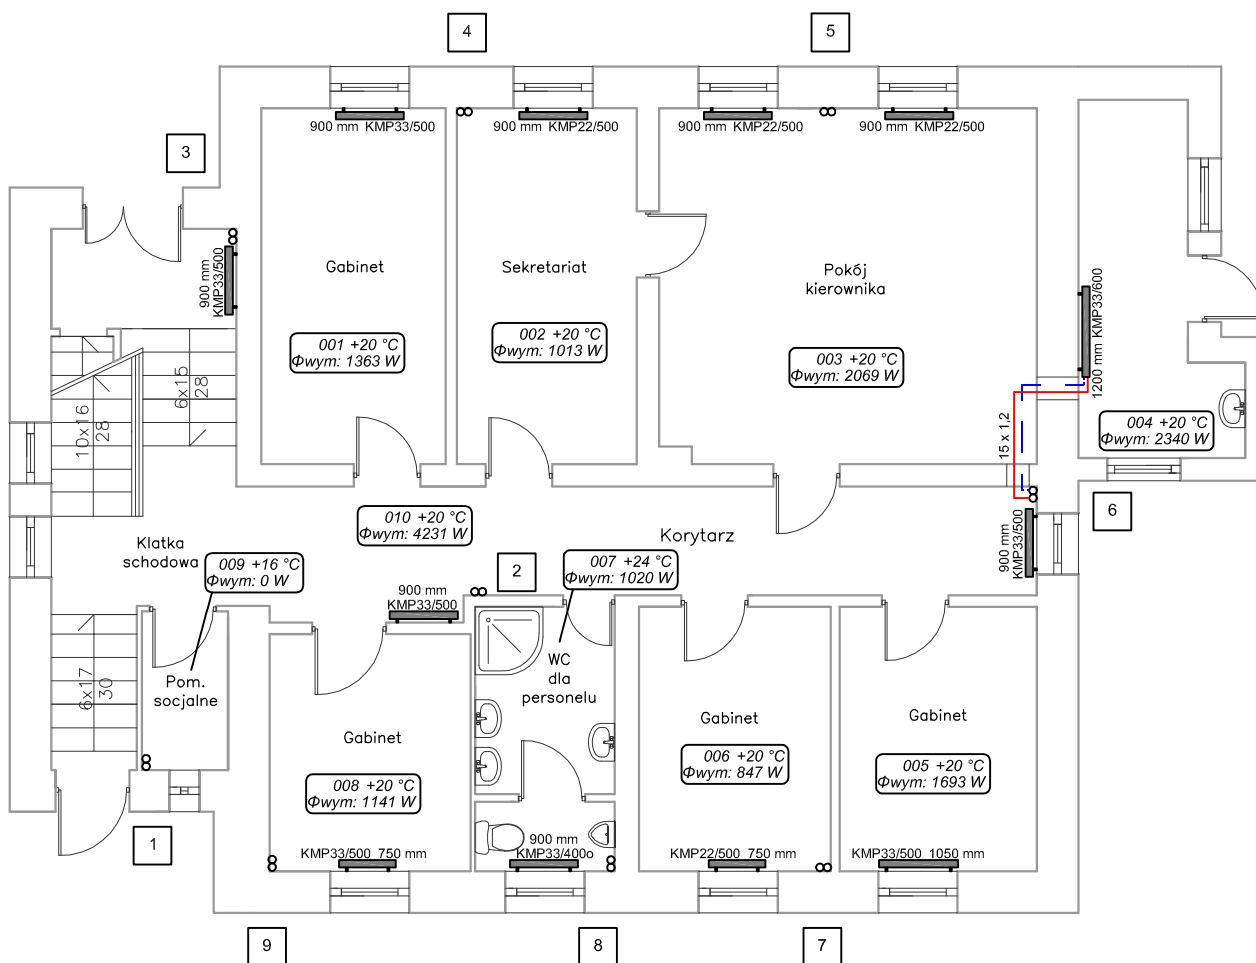 4
5
900 mm KMP33/500
900 mm KMP22/500
900 mm KMP22/500
900 mm KMP22/500
3
900 mm
KMP33/500
Gabinet
001 +20 °C
Φwym: 1363 W
Sekretariat
002 +20 °C
Φwym: 1013 W
Pokój
kierownika
003 +20 °C
Φwym: 2069 W
1200 mm KMP33/600
004 +20 °C
Φwym: 2340 W
15 x 1,2
6x15
28
10x16
28
010 +20 °C
Φwym: 4231 W
Korytarz
6
900 mm
KMP33/500
Klatka
schodowa
009 +16 °C
Φwym: 0 W
2
007 +24 °C
Φwym: 1020 W
900 mm
KMP33/500
6x17
30
Pom.
socjalne
WC
dla
personelu
Gabinet
008 +20 °C
Φwym: 1141 W
Gabinet
006 +20 °C
Φwym: 847 W
Gabinet
005 +20 °C
Φwym: 1693 W
1
KMP33/500 750 mm
900 mm
KMP33/400o
KMP22/500 750 mm
KMP33/500 1050 mm
9
8
7